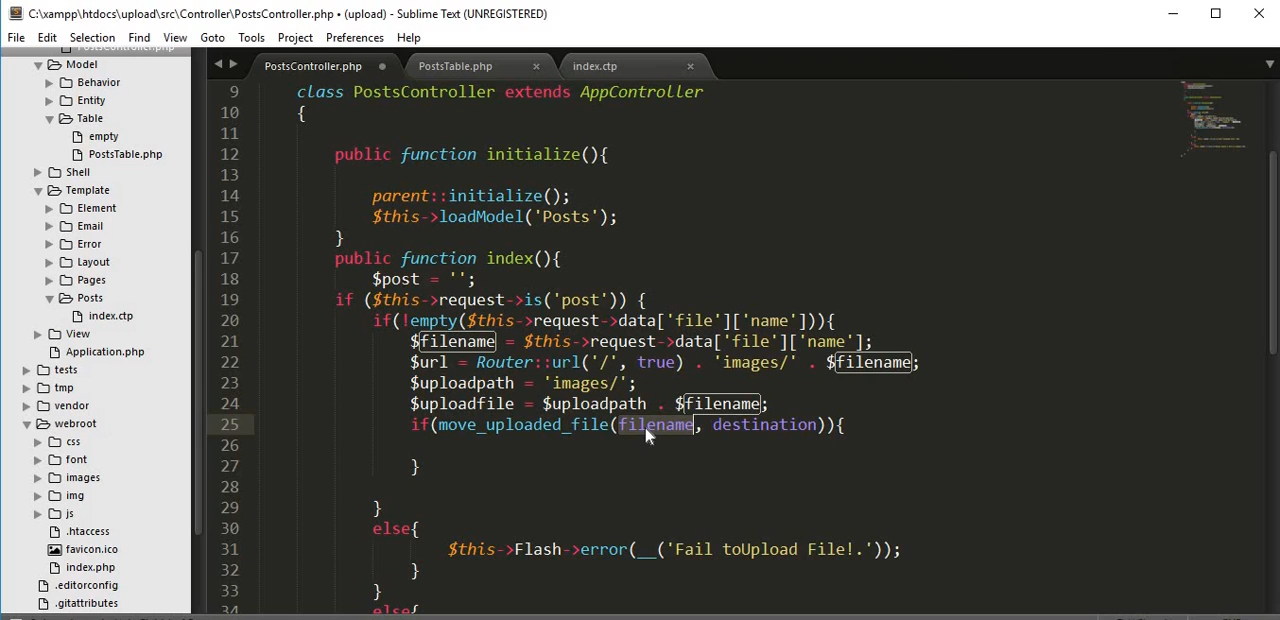 C:\xampp\htdocs\upload\src\Controller\PostsController.php • (upload) - Sublime Text (UNREGISTERED)
File Edit Selection Find View Goto Tools Project Preferences Help
PostsController.php
Model
Behavior
Entity
Table
empty
PostsTable.php
Shell
Template
Element
Email
Error
Layout
Pages
Posts
index.ctp
View
Application.php
tests
tmp
vendor
webroot
css
font
images
img
js
.htaccess
favicon.ico
index.php
.editorconfig
.gitattributes
PostsController.php PostsTable.php index.ctp
9 class PostsController extends AppController
10 {
11
12 public function initialize(){
13
14 parent::initialize();
15 $this->loadModel('Posts');
16 }
17 public function index(){
18 $post = '';
19 if ($this->request->is('post')) {
20 if(!empty($this->request->data['file']['name'])){
21 $filename = $this->request->data['file']['name'];
22 $url = Router::url('/', true) . 'images/' . $filename;
23 $uploadpath = 'images/';
24 $uploadfile = $uploadpath . $filename;
25 if(move_uploaded_file(filename, destination)){
26
27 }
28
29 }
30 else{
31 $this->Flash->error(__('Fail toUpload File!.'));
32 }
33 }
34 else{